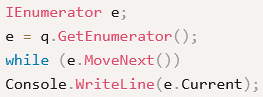 IEnumerator e;
e = q.GetEnumerator();
while (e.MoveNext())
Console.WriteLine(e.Current);